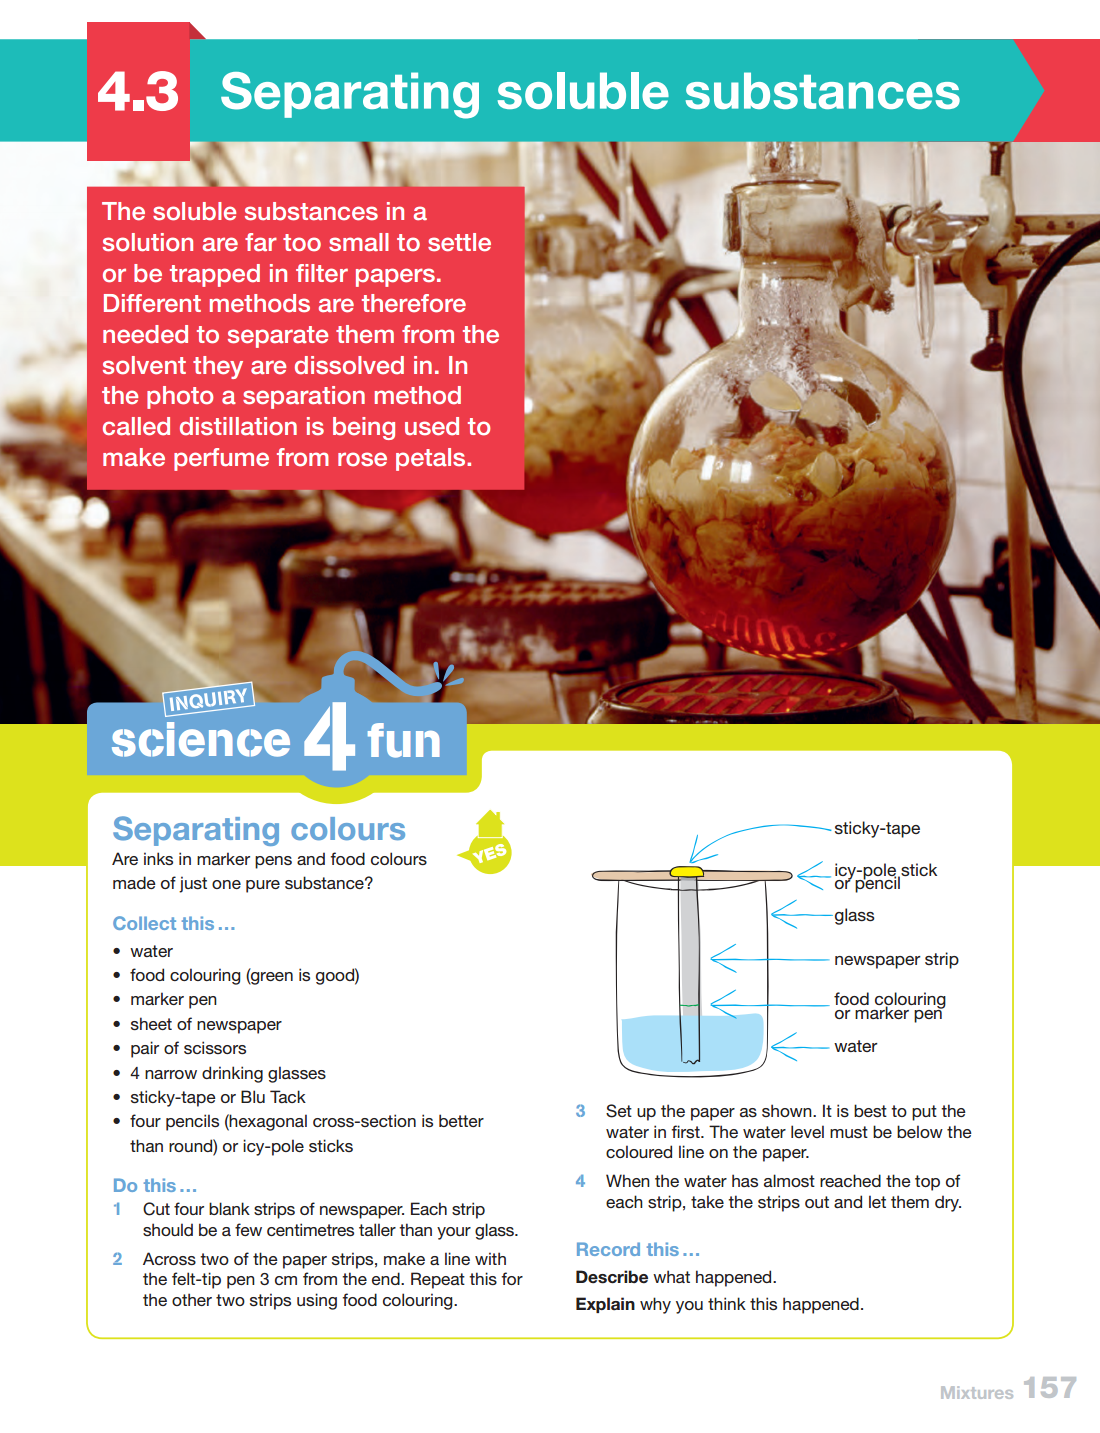 4.3
Separating soluble substances
The soluble substances in a
solution are far too small to settle
or be trapped in filter papers.
Different methods are therefore
needed to separate them from the
solvent they are dissolved in. In
the photo a separation method
called distillation is being used to
make perfume from rose petals.
INQUIRY
science 4 fun
Separating colours
YES
Are inks in marker pens and food colours
made of just one pure substance?
Collect this...
• water
• food colouring (green is good)
• marker pen
• sheet of newspaper
• pair of scissors
• 4 narrow drinking glasses
• sticky-tape or Blu Tack
• four pencils (hexagonal cross-section is better
than round) or icy-pole sticks
Do this...
1 Cut four blank strips of newspaper. Each strip
should be a few centimetres taller than your glass.
2 Across two of the paper strips, make a line with
the felt-tip pen 3 cm from the end. Repeat this for
the other two strips using food colouring.
sticky-tape
icy-pole stick
or pencil
glass
newspaper strip
food colouring
or marker pen
water
3 Set up the paper as shown. It is best to put the
water in first. The water level must be below the
coloured line on the paper.
4 When the water has almost reached the top of
each strip, take the strips out and let them dry.
Record this...
Describe what happened.
Explain why you think this happened.
Mixtures 157